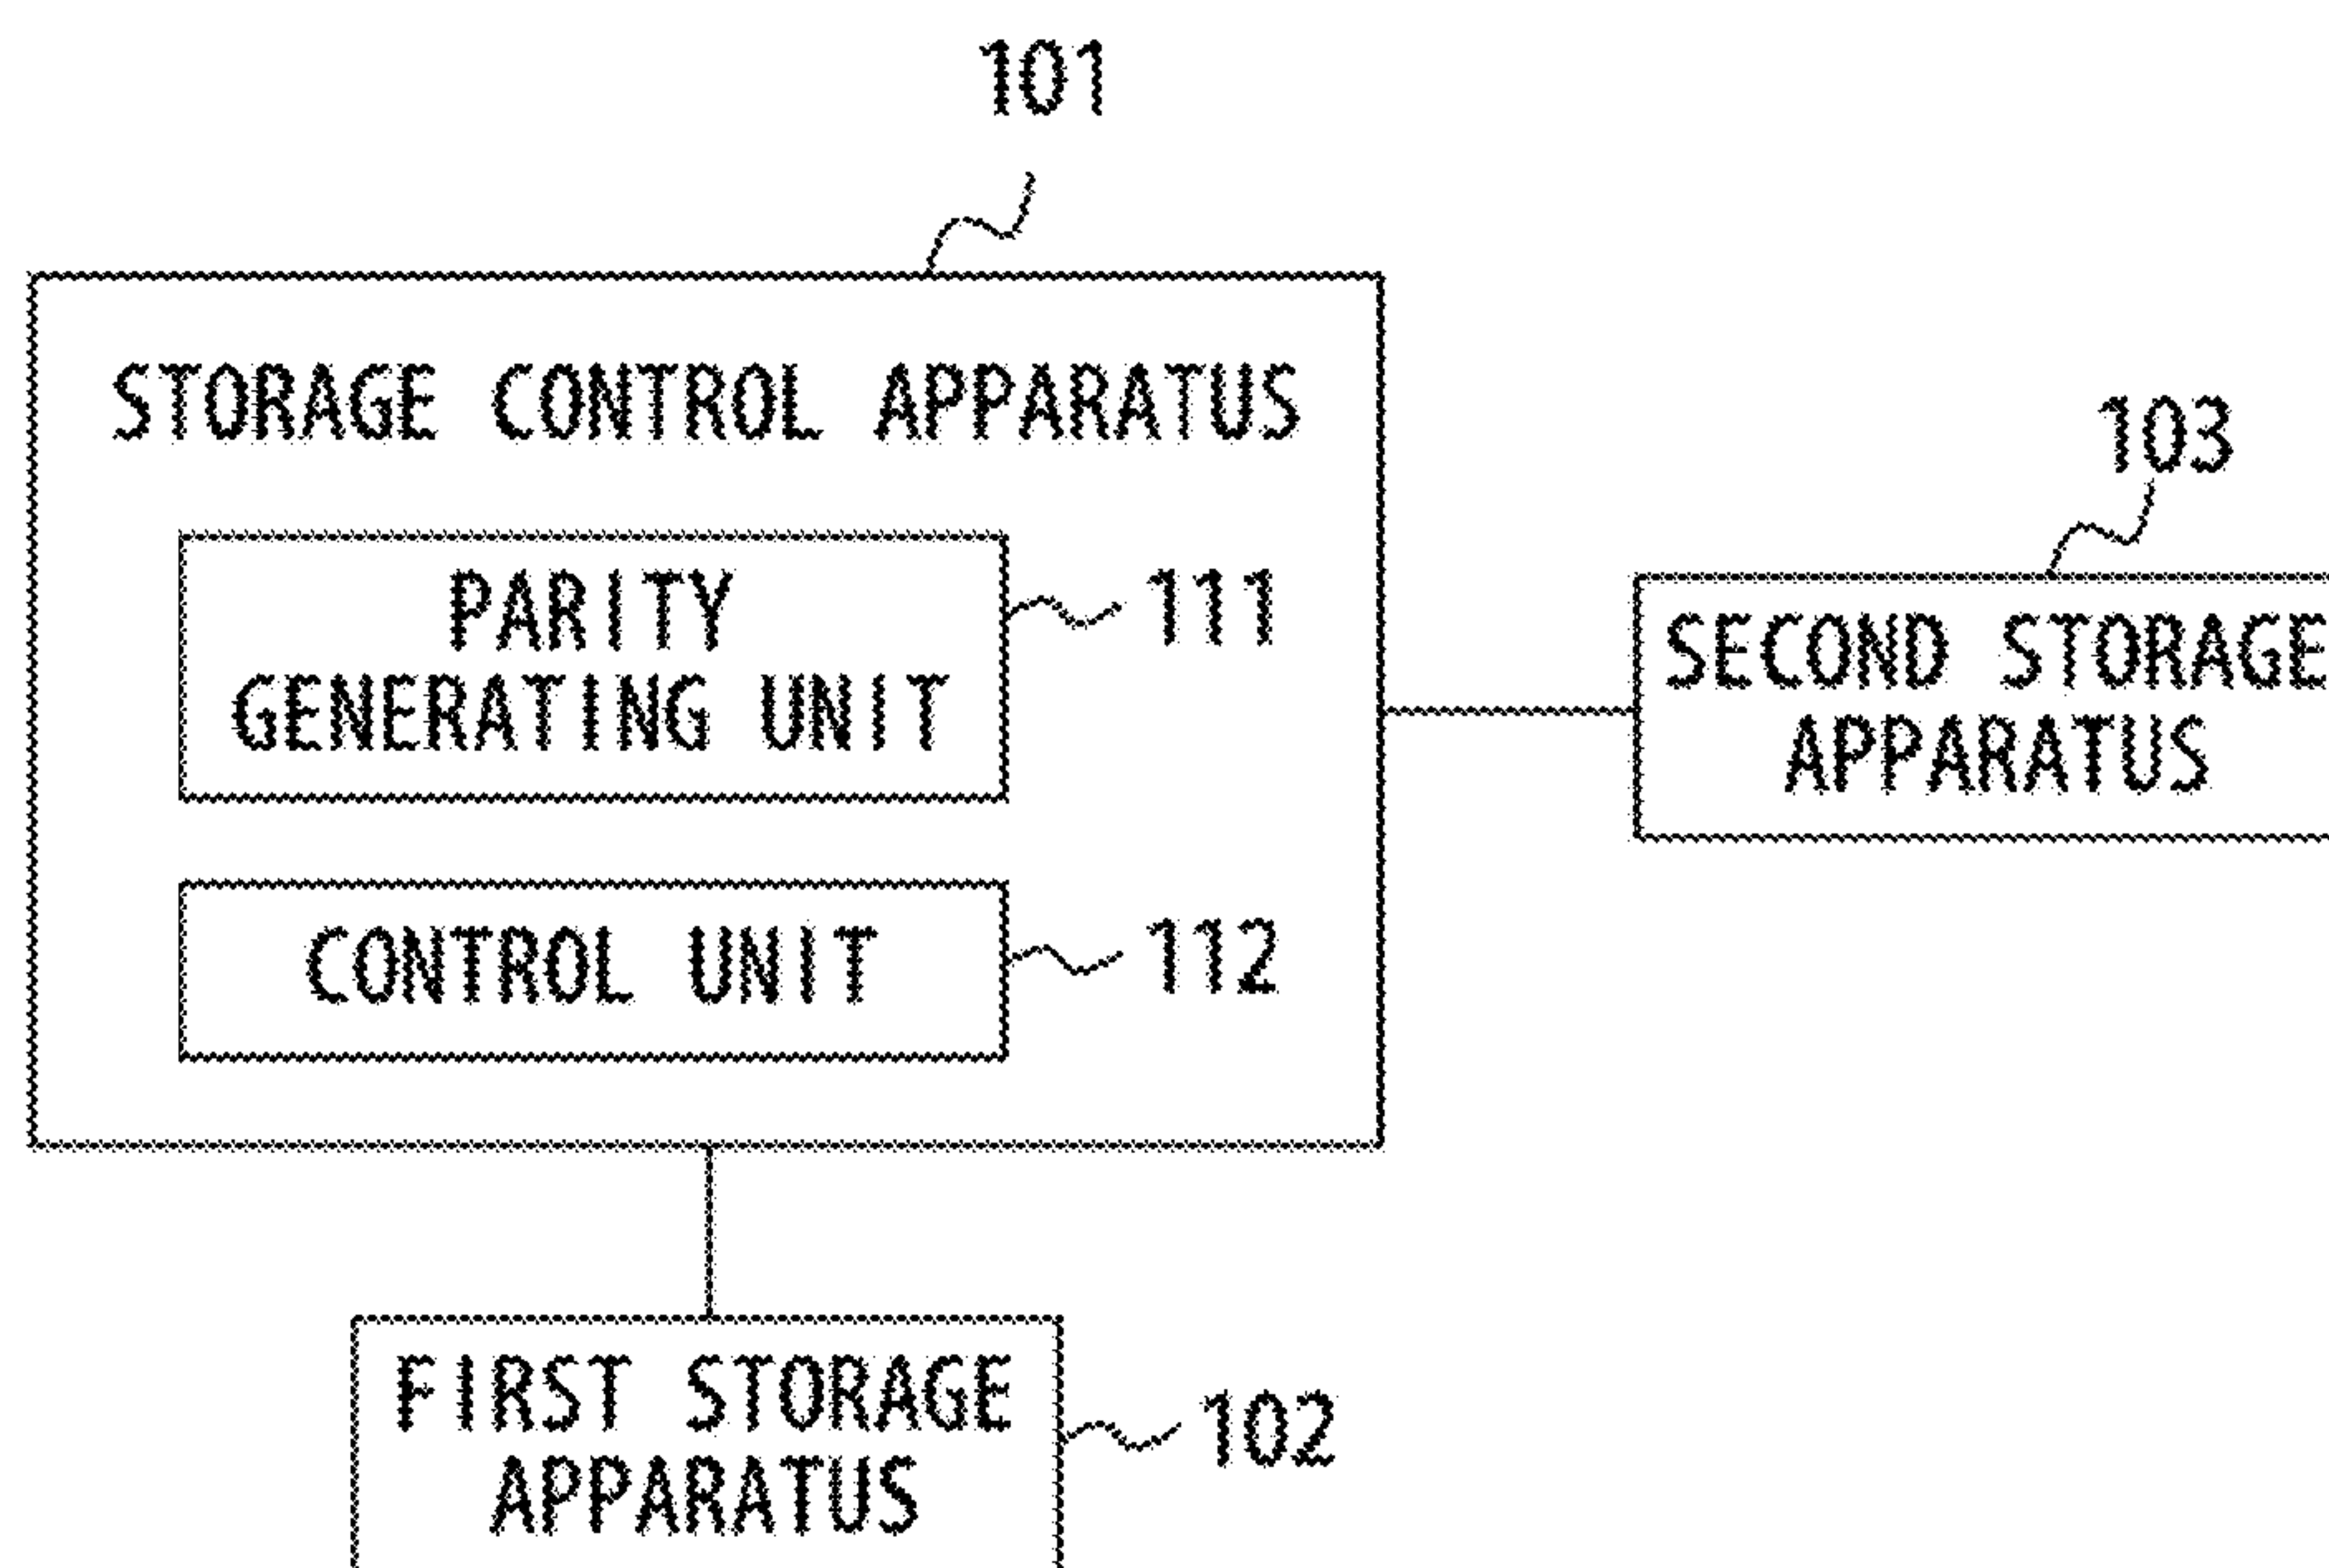 101
STORAGE CONTROL APPARATUS
103
PARITY
GENERATING UNIT
111
SECOND STORAGE
APPARATUS
CONTROL UNIT
112
FIRST STORAGE
APPARATUS
102